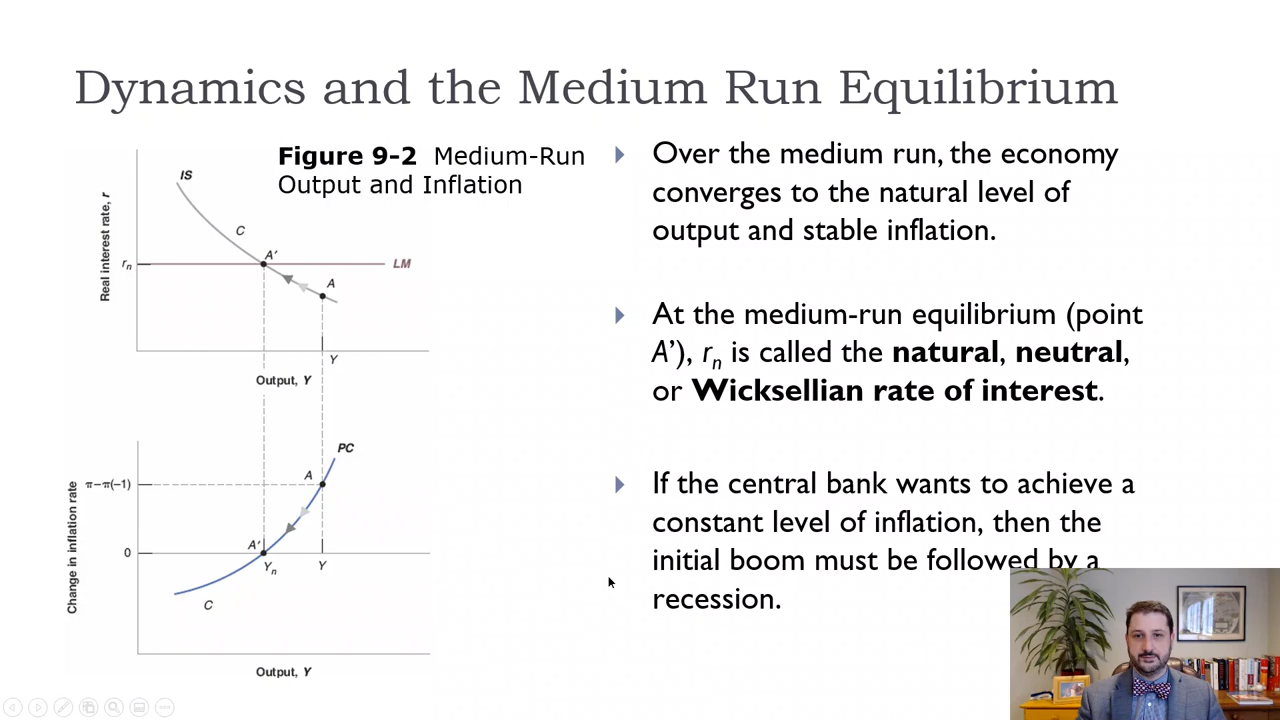 Dynamics and the Medium Run Equilibrium
Figure 9-2 Medium-Run
Output and Inflation
IS
C
A'
LM
A
rn
Real interest rate, r
Y
Output, Y
PC
A
π−π(−1)
A'
0
Yn
Y
C
Change in inflation rate
Output, Y
Over the medium run, the economy
converges to the natural level of
output and stable inflation.
At the medium-run equilibrium (point
A’), rn is called the natural, neutral,
or Wicksellian rate of interest.
If the central bank wants to achieve a
constant level of inflation, then the
initial boom must be followed by a
recession.